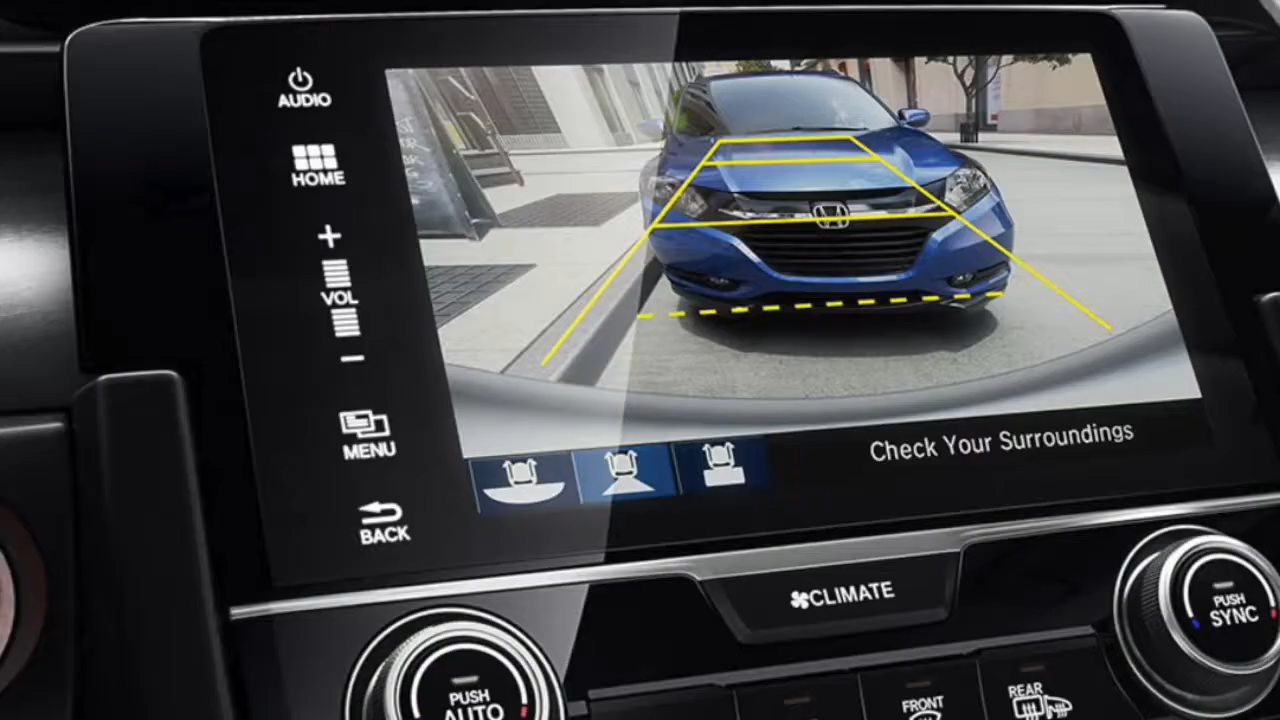 AUDIO
HOME
+
VOL
−
MENU
BACK
Check Your Surroundings
CLIMATE
PUSH
AUTO
PUSH
SYNC
FRONT
REAR